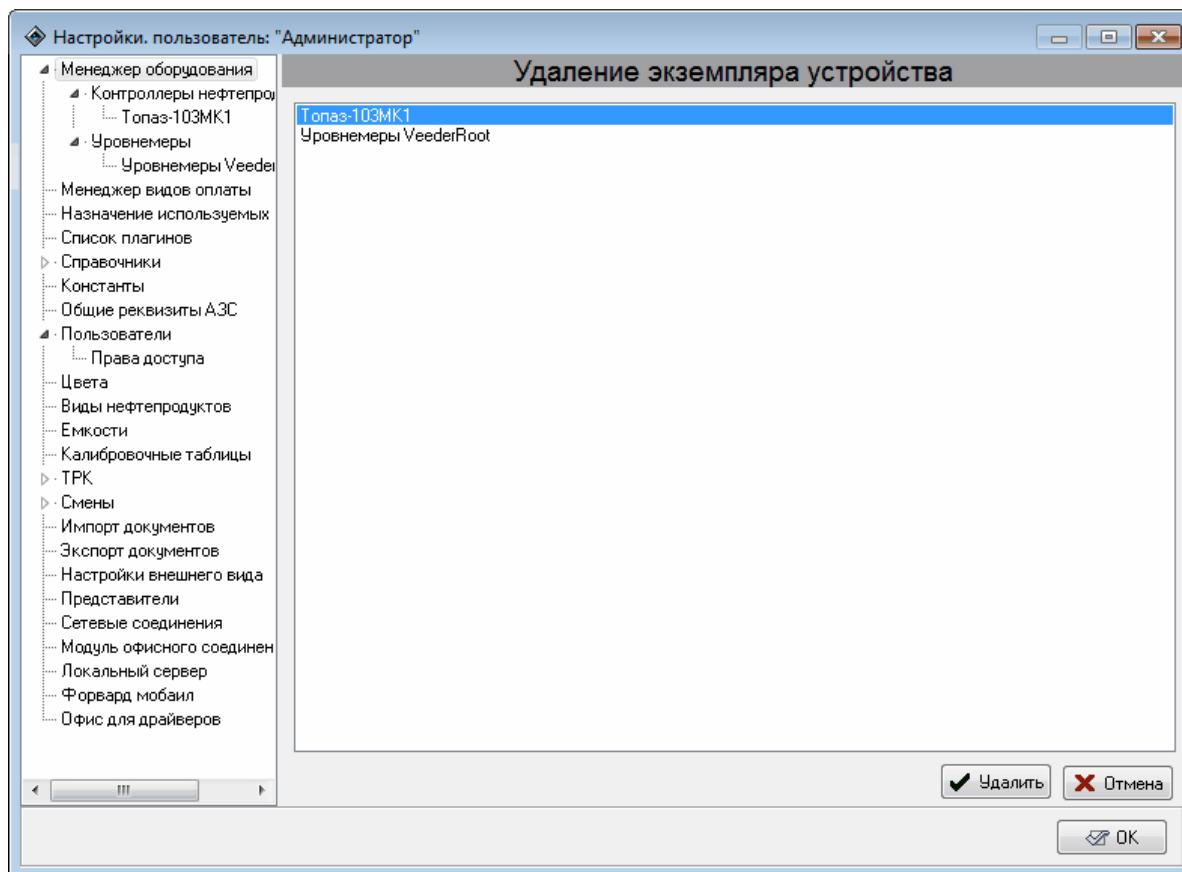 Настройки. пользователь: "Администратор"
Менеджер оборудования
Контроллеры нефтепро
Топаз-103МК1
Уровнемеры
Уровнемеры Veeder
Менеджер видов оплаты
Назначение используемых
Список плагинов
Справочники
Константы
Общие реквизиты АЗС
Пользователи
Права доступа
Цвета
Виды нефтепродуктов
Емкости
Калибровочные таблицы
ТРК
Смены
Импорт документов
Экспорт документов
Настройки внешнего вида
Представители
Сетевые соединения
Модуль офисного соединен
Локальный сервер
Форвард мобаил
Офис для драйверов
Удаление экземпляра устройства
Топаз-103МК1
Уровнемеры VeederRoot
Удалить
Отмена
OK